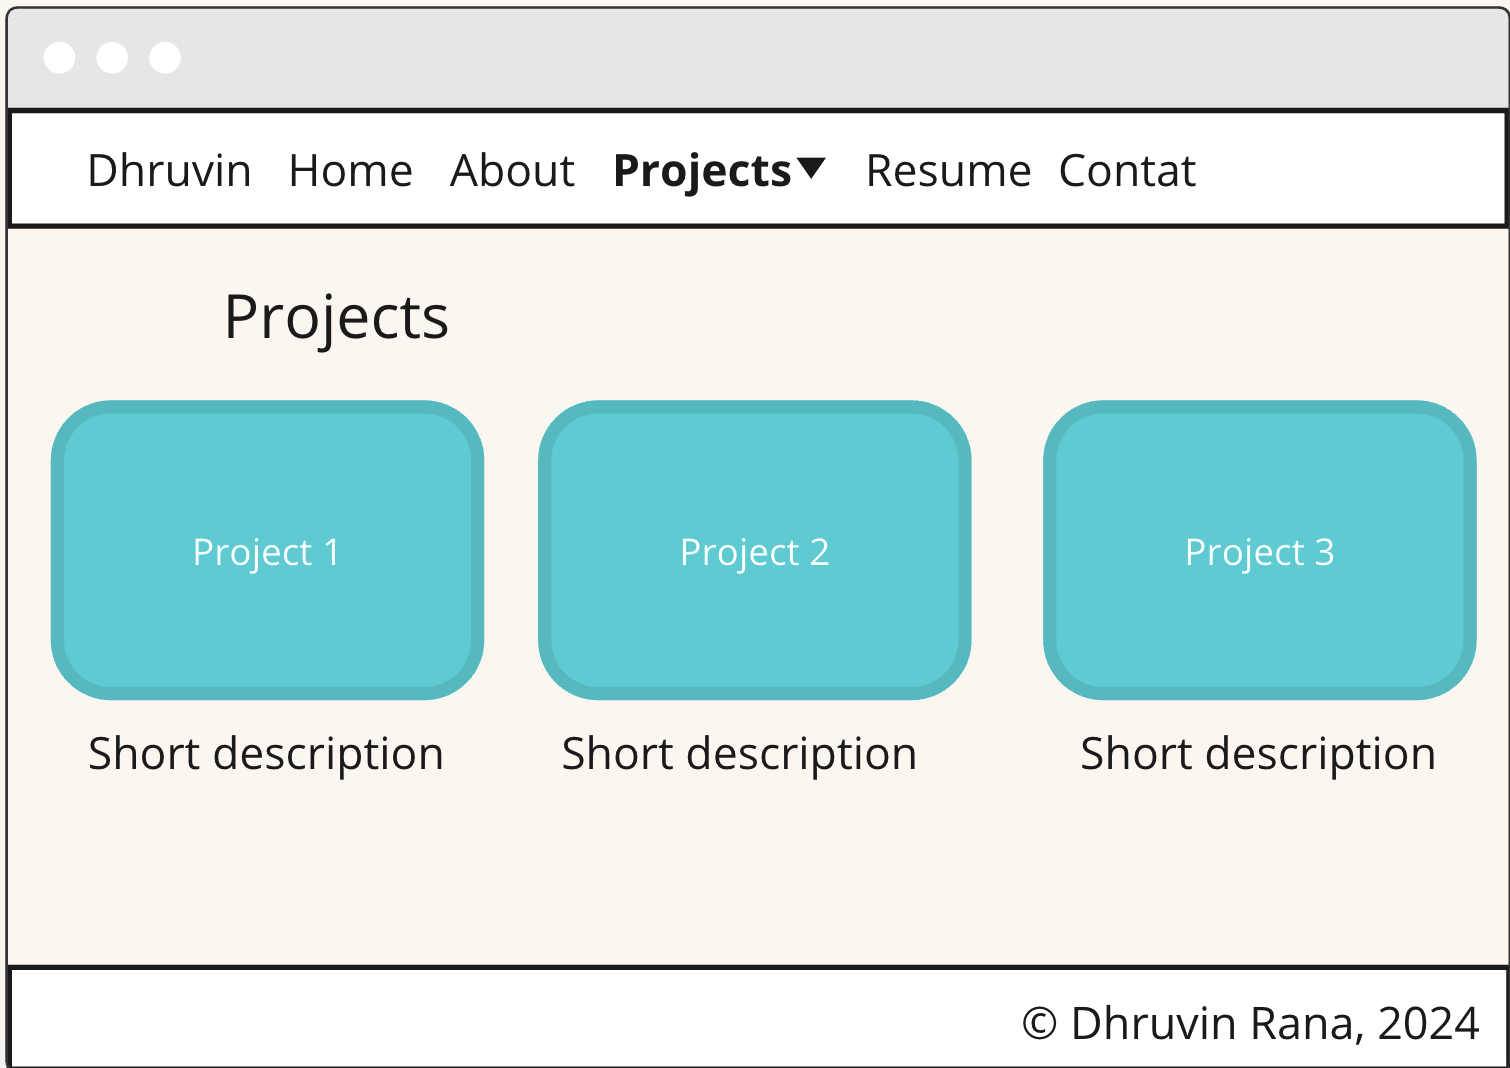 Dhruvin Home About Projects Resume Contat
Projects
Project 1 Project 2 Project 3
Short description Short description Short description
© Dhruvin Rana, 2024